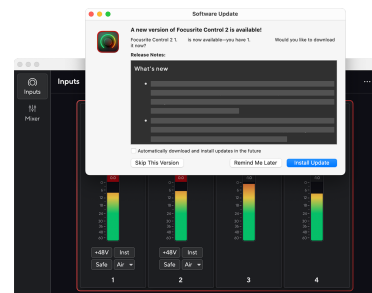 Software Update
A new version of Focusrite Control 2 is available!
Focusrite Control 2 1. is now available—you have 1. Would you like to download
it now?
Release Notes:
What's new
Automatically download and install updates in the future
Skip This Version
Remind Me Later
Install Update
Inputs
Inputs
Mixer
+48V Inst
+48V Inst
Safe Air
Safe Air
1
2
3
4